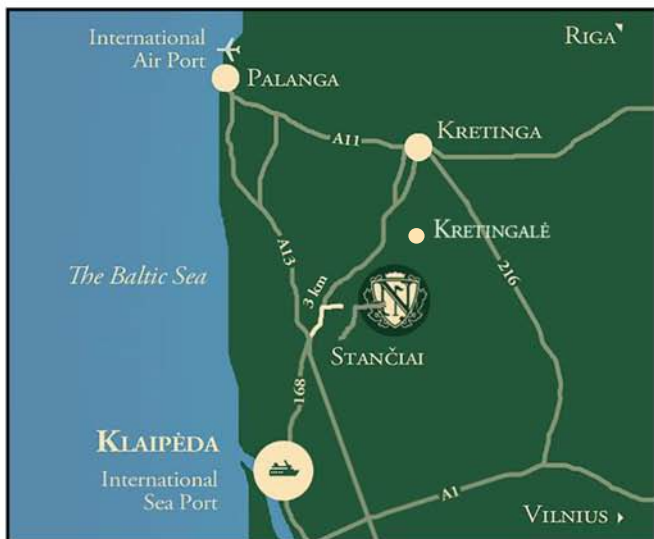 International
Air Port
RIGA
PALANGA
A11
KRETINGA
KRETINGALĖ
A13
216
The Baltic Sea
3 km
N
STANČIAI
168
KLAIPĖDA
International
Sea Port
A1
VILNIUS